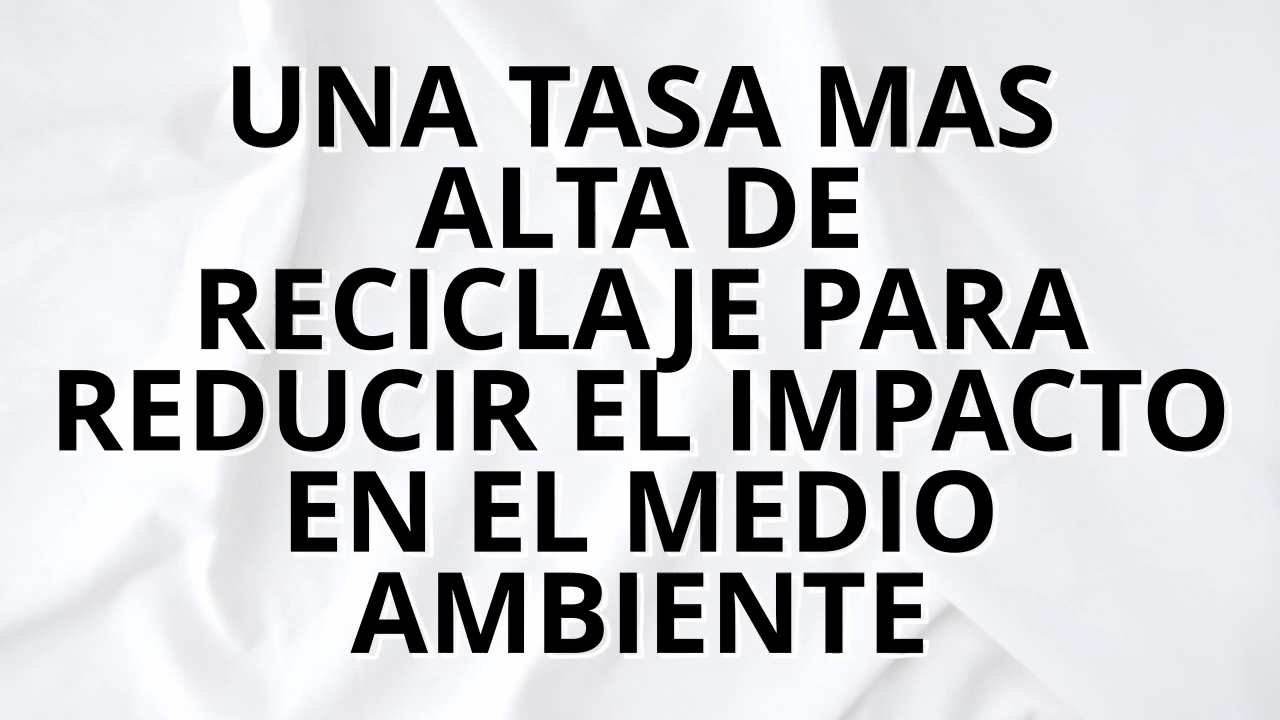 UNA TASA MAS
ALTA DE
RECICLAJE PARA
REDUCIR EL IMPACTO
EN EL MEDIO
AMBIENTE